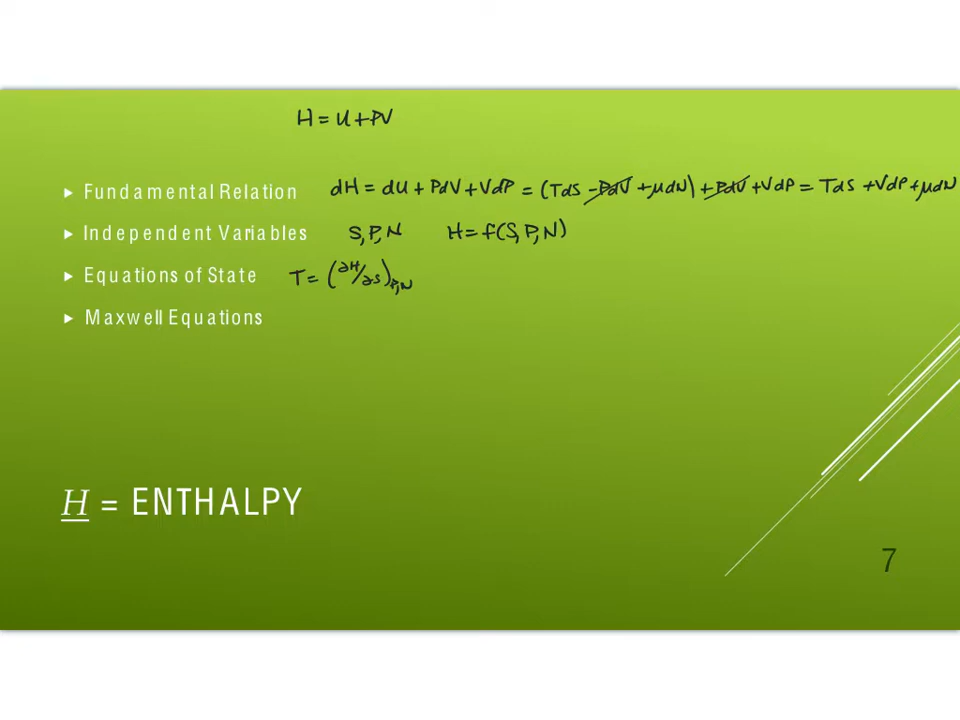 H = U + PV
Fundamental Relation dH = dU + PdV + VdP = (TdS - PdV + μdN) + PdV + VdP = TdS + VdP + μdN
Independent Variables S, P, N H = f(S, P, N)
Equations of State T = (∂H/∂S)P,N
Maxwell Equations
H = ENTHALPY
7